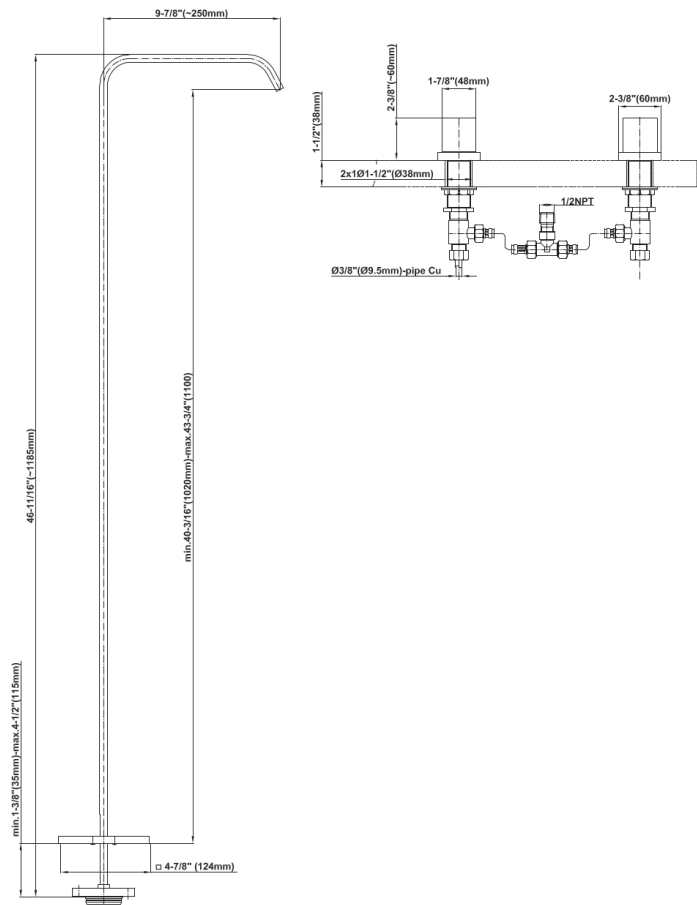 9-7/8"(~250mm)
46-11/16"(~1185mm)
min.40-3/16"(1020mm)-max.43-3/4"(1100)
min.1-3/8"(35mm)-max.4-1/2"(115mm)
□ 4-7/8" (124mm)
1-1/2"(38mm)
2-3/8"(~60mm)
1-7/8"(48mm)
2-3/8"(60mm)
2x1Ø1-1/2"(Ø38mm)
1/2NPT
Ø3/8"(Ø9.5mm)-pipe Cu